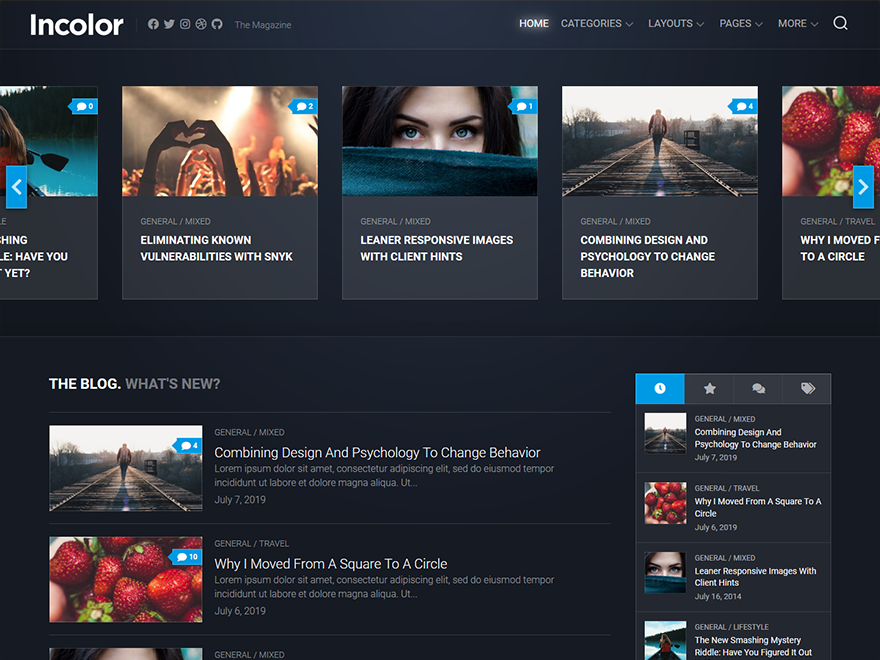 Incolor
The Magazine
HOME CATEGORIES LAYOUTS PAGES MORE
0
2
1
4
GENERAL / MIXED
GENERAL / MIXED
GENERAL / MIXED
GENERAL / TRAVEL
HAVE YOU
YET?
ELIMINATING KNOWN
VULNERABILITIES WITH SNYK
LEANER RESPONSIVE IMAGES
WITH CLIENT HINTS
COMBINING DESIGN AND
PSYCHOLOGY TO CHANGE
BEHAVIOR
WHY I MOVED F
TO A CIRCLE
THE BLOG. WHAT'S NEW?
4
GENERAL / MIXED
Combining Design And Psychology To Change Behavior
Lorem ipsum dolor sit amet, consectetur adipiscing elit, sed do eiusmod tempor
incididunt ut labore et dolore magna aliqua. Ut...
July 7, 2019
10
GENERAL / TRAVEL
Why I Moved From A Square To A Circle
Lorem ipsum dolor sit amet, consectetur adipiscing elit, sed do eiusmod tempor
incididunt ut labore et dolore magna aliqua. Ut...
July 6, 2019
GENERAL / MIXED
GENERAL / MIXED
Combining Design And
Psychology To Change Behavior
July 7, 2019
GENERAL / TRAVEL
Why I Moved From A Square To A
Circle
July 6, 2019
GENERAL / MIXED
Leaner Responsive Images With
Client Hints
July 16, 2014
GENERAL / LIFESTYLE
The New Smashing Mystery
Riddle: Have You Figured It Out